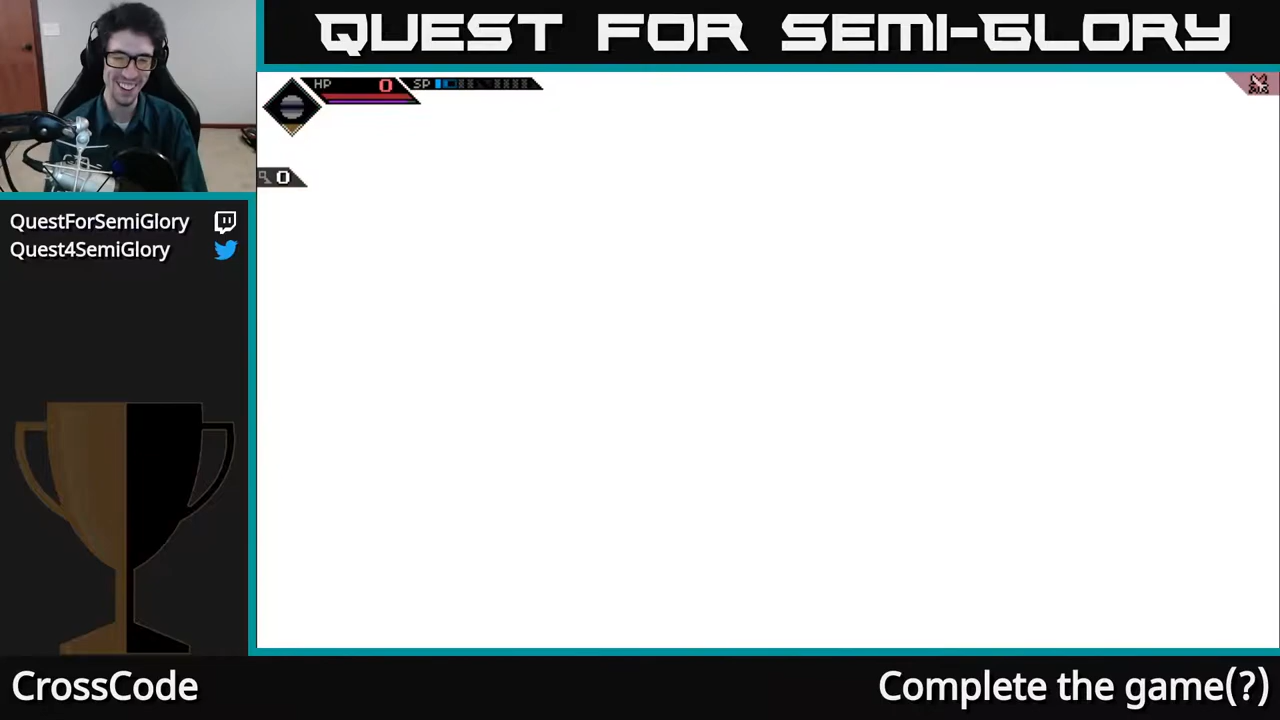 QUEST FOR SEMI-GLORY
HP 0 SP
0
QuestForSemiGlory
Quest4SemiGlory
CrossCode
Complete the game(?)